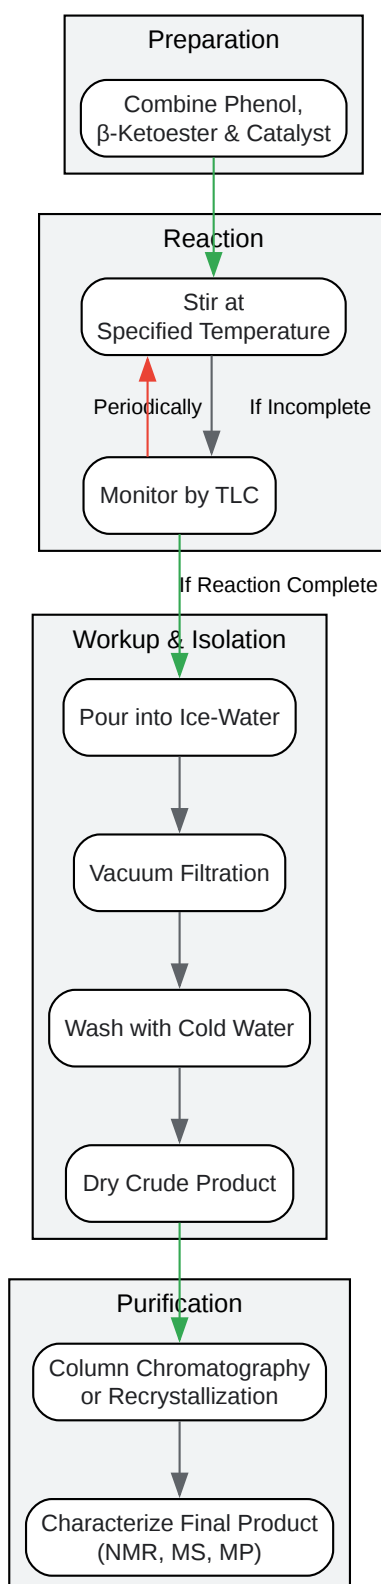 Preparation
Combine Phenol,
β-Ketoester & Catalyst
Reaction
Stir at
Specified Temperature
Periodically
If Incomplete
Monitor by TLC
If Reaction Complete
Workup & Isolation
Pour into Ice-Water
Vacuum Filtration
Wash with Cold Water
Dry Crude Product
Purification
Column Chromatography
or Recrystallization
Characterize Final Product
(NMR, MS, MP)